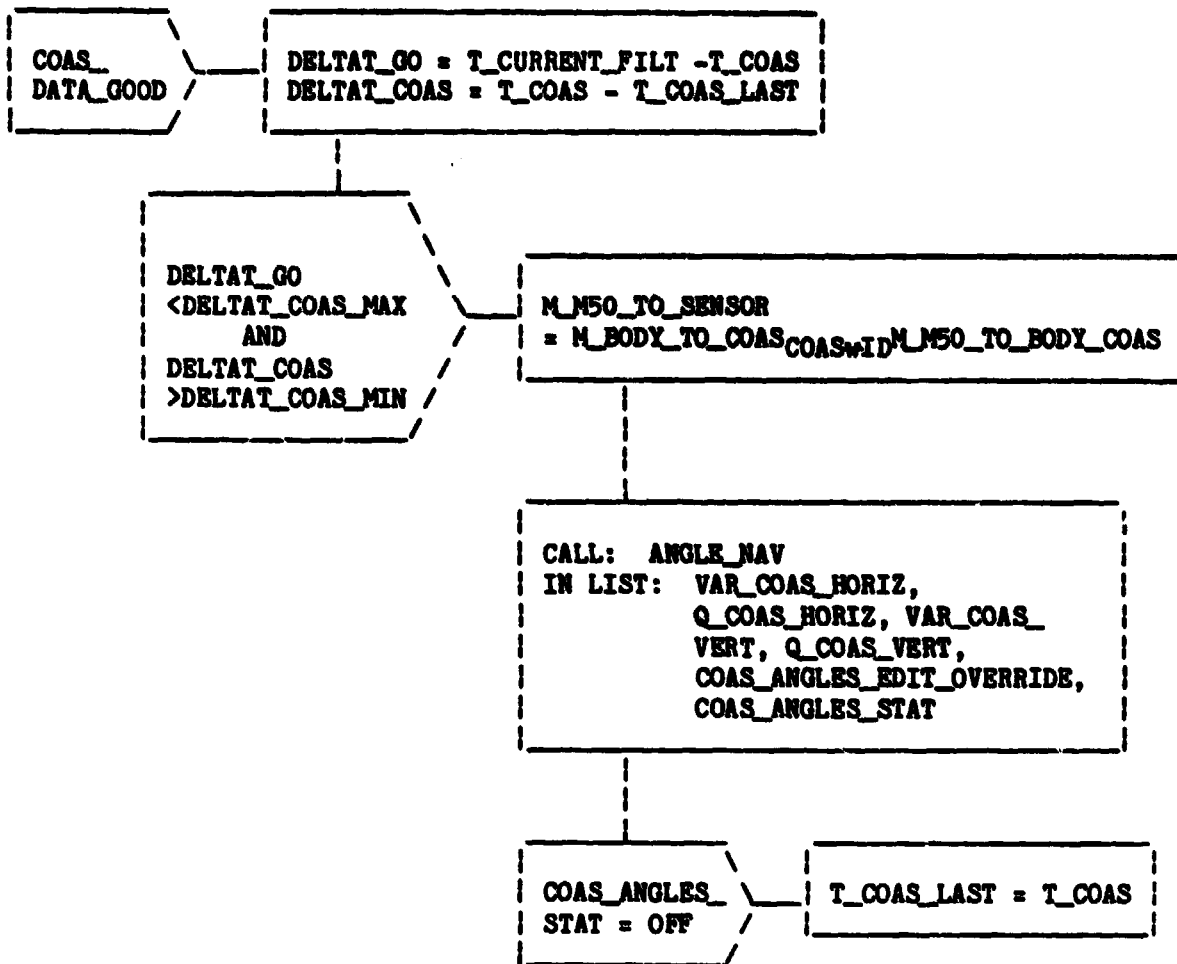 COAS_
DATA_GOOD
DELTAT_GO = T_CURRENT_FILT -T_COAS
DELTAT_COAS = T_COAS - T_COAS_LAST
DELTAT_GO
<DELTAT_COAS_MAX
AND
DELTAT_COAS
>DELTAT_COAS_MIN
M_M50_TO_SENSOR
= M_BODY_TO_COAS COASwID M_M50_TO_BODY_COAS
CALL: ANGLE_NAV
IN LIST: VAR_COAS_HORIZ,
Q_COAS_HORIZ, VAR_COAS_
VERT, Q_COAS_VERT,
COAS_ANGLES_EDIT_OVERRIDE,
COAS_ANGLES_STAT
COAS_ANGLES_
STAT = OFF
T_COAS_LAST = T_COAS